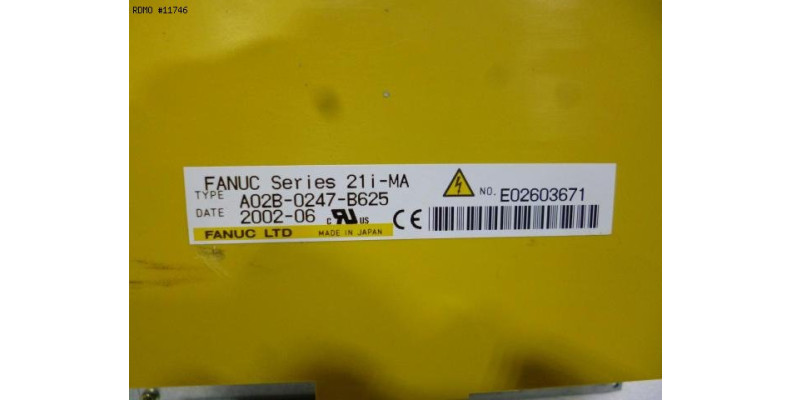 RDMO #11746
FANUC Series 21i-MA
TYPE A02B-0247-B625
DATE 2002-06 c RU US CE
FANUC LTD MADE IN JAPAN
NO. E02603671